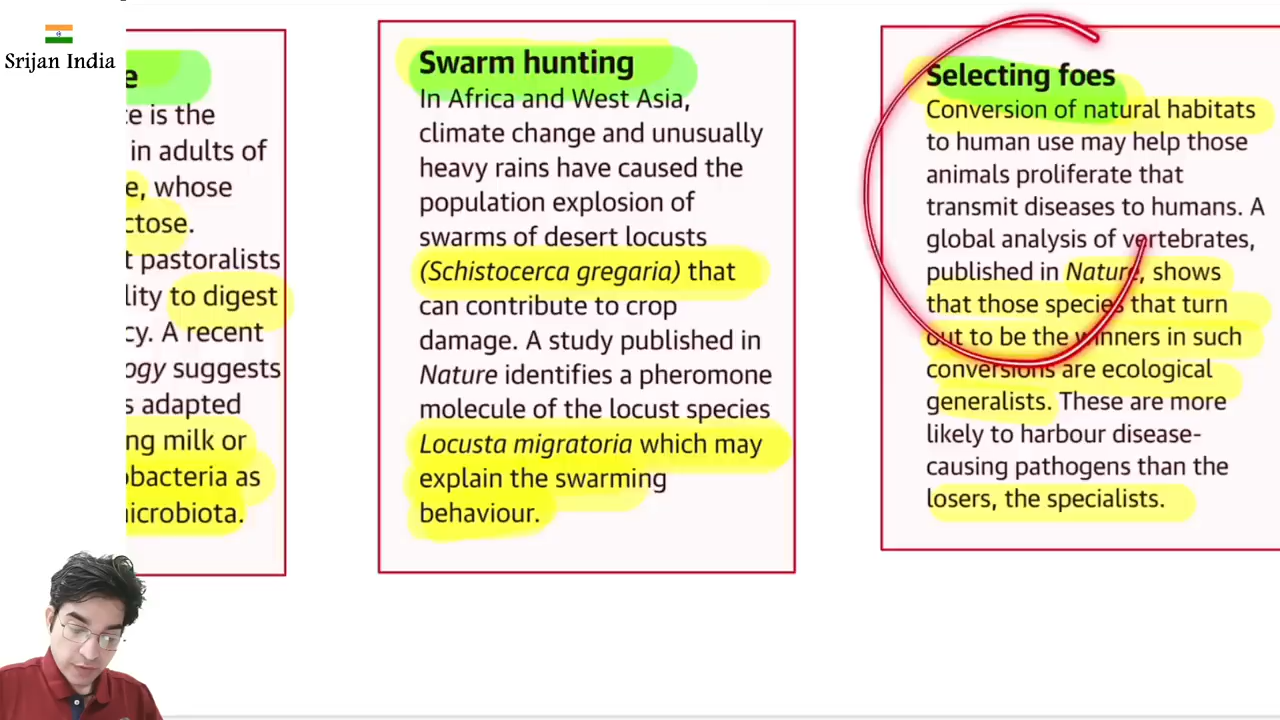 Srijan India
e
te is the
in adults of
e, whose
ctose.
t pastoralists
lity to digest
cy. A recent
ogy suggests
s adapted
ng milk or
obacteria as
icrobiota.
Swarm hunting
In Africa and West Asia,
climate change and unusually
heavy rains have caused the
population explosion of
swarms of desert locusts
(Schistocerca gregaria) that
can contribute to crop
damage. A study published in
Nature identifies a pheromone
molecule of the locust species
Locusta migratoria which may
explain the swarming
behaviour.
Selecting foes
Conversion of natural habitats
to human use may help those
animals proliferate that
transmit diseases to humans. A
global analysis of vertebrates,
published in Nature, shows
that those species that turn
out to be the winners in such
conversions are ecological
generalists. These are more
likely to harbour disease-
causing pathogens than the
losers, the specialists.